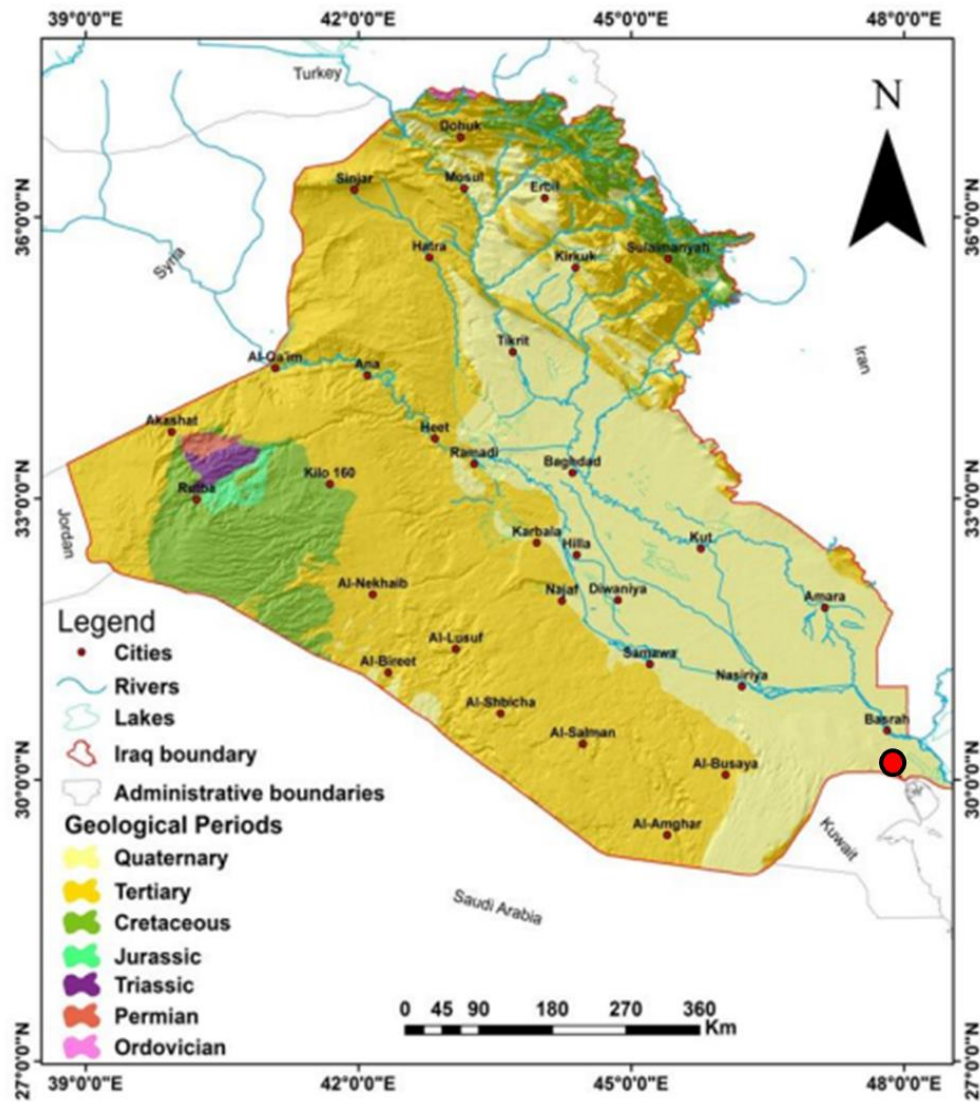 39°0'0"E 42°0'0"E 45°0'0"E 48°0'0"E
Turkey
N
Dohuk
Sinjar
Mosul
Erbil
36°0'0"N
36°0'0"N
Hatra
Kirkuk
Sulaimanyah
Syria
Tikrit
Iran
Al-Qa'im
Ana
Akashat
Heet
Ramadi
Baghdad
Kilo 160
Rutba
33°0'0"N
33°0'0"N
Jordan
Karbala
Hilla
Kut
Al-Nekhaib
Najaf
Diwaniya
Amara
Legend
Cities
Rivers
Lakes
Iraq boundary
Administrative boundaries
Al-Lusuf
Al-Bireet
Samawa
Nasiriya
Al-Shbicha
Basrah
Al-Salman
Al-Busaya
30°0'0"N
30°0'0"N
Al-Amghar
Kuwait
Geological Periods
Quaternary
Tertiary
Cretaceous
Jurassic
Triassic
Permian
Ordovician
Saudi Arabia
0 45 90 180 270 360
Km
27°0'0"N
27°0'0"N
39°0'0"E 42°0'0"E 45°0'0"E 48°0'0"E